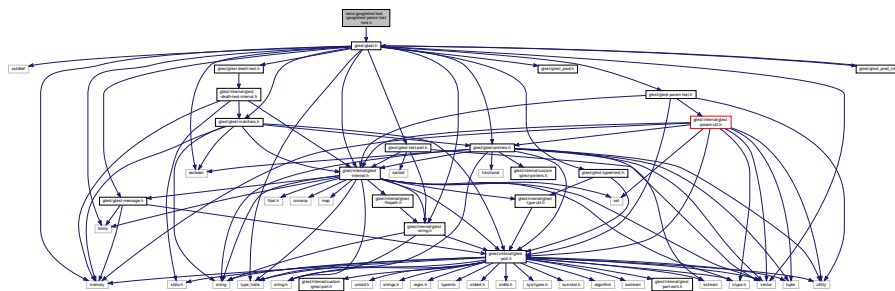 tests/googletest/test
/googletest-param-test
-test.h
gtest/gtest.h
cstddef
gtest/gtest-death-test.h
gtest/gtest_prod.h
gtest/gtest_pred_impl.h
gtest/internal/gtest
-death-test-internal.h
gtest/gtest-param-test.h
gtest/gtest-matchers.h
gtest/internal/gtest
-param-util.h
gtest/gtest-test-part.h
gtest/gtest-printers.h
ostream
gtest/internal/gtest
-internal.h
vector
functional
gtest/internal/custom
/gtest-printers.h
gtest/gtest-typed-test.h
gtest/gtest-message.h
float.h
iomanip
map
gtest/internal/gtest
-filepath.h
gtest/internal/gtest
-type-util.h
set
limits
gtest/internal/gtest
-string.h
gtest/internal/gtest
-port.h
memory
stdint.h
string
type_traits
string.h
gtest/internal/custom
/gtest-port.h
unistd.h
strings.h
regex.h
typeinfo
stddef.h
stdlib.h
sys/types.h
sys/stat.h
algorithm
iostream
gtest/internal/gtest
-port-arch.h
sstream
ctype.h
vector
tuple
utility